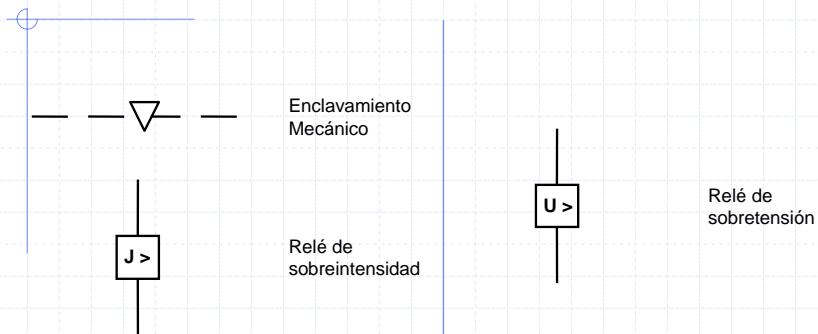 Enclavamiento
Mecánico
J >
Relé de
sobreintensidad
U >
Relé de
sobretensión